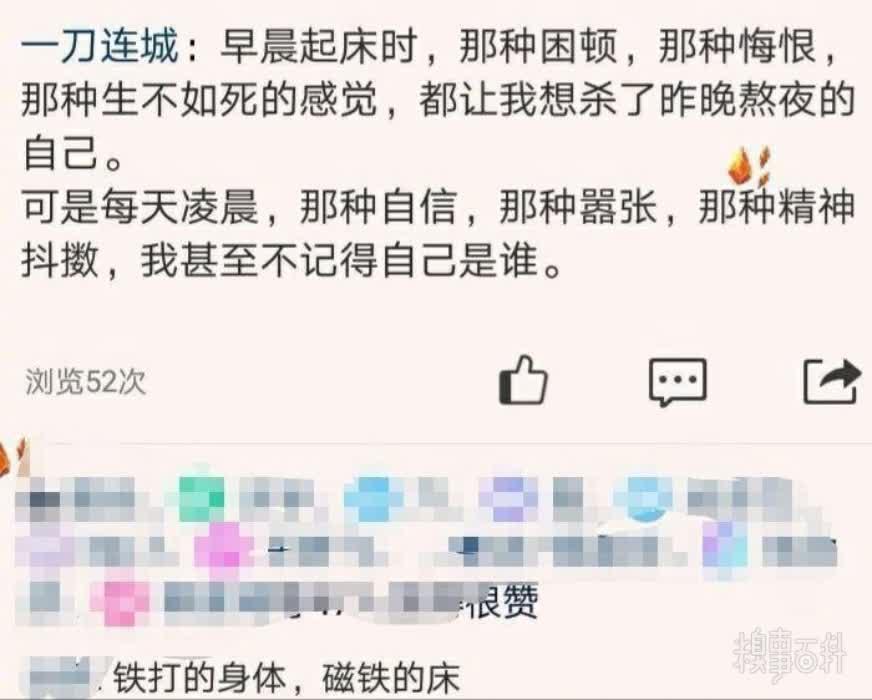 一刀连城：早晨起床时，那种困顿，那种悔恨，
那种生不如死的感觉，都让我想杀了昨晚熬夜的
自己。
可是每天凌晨，那种自信，那种嚣张，那种精神
抖擞，我甚至不记得自己是谁。
浏览52次
很赞
铁打的身体，磁铁的床
糗事百科